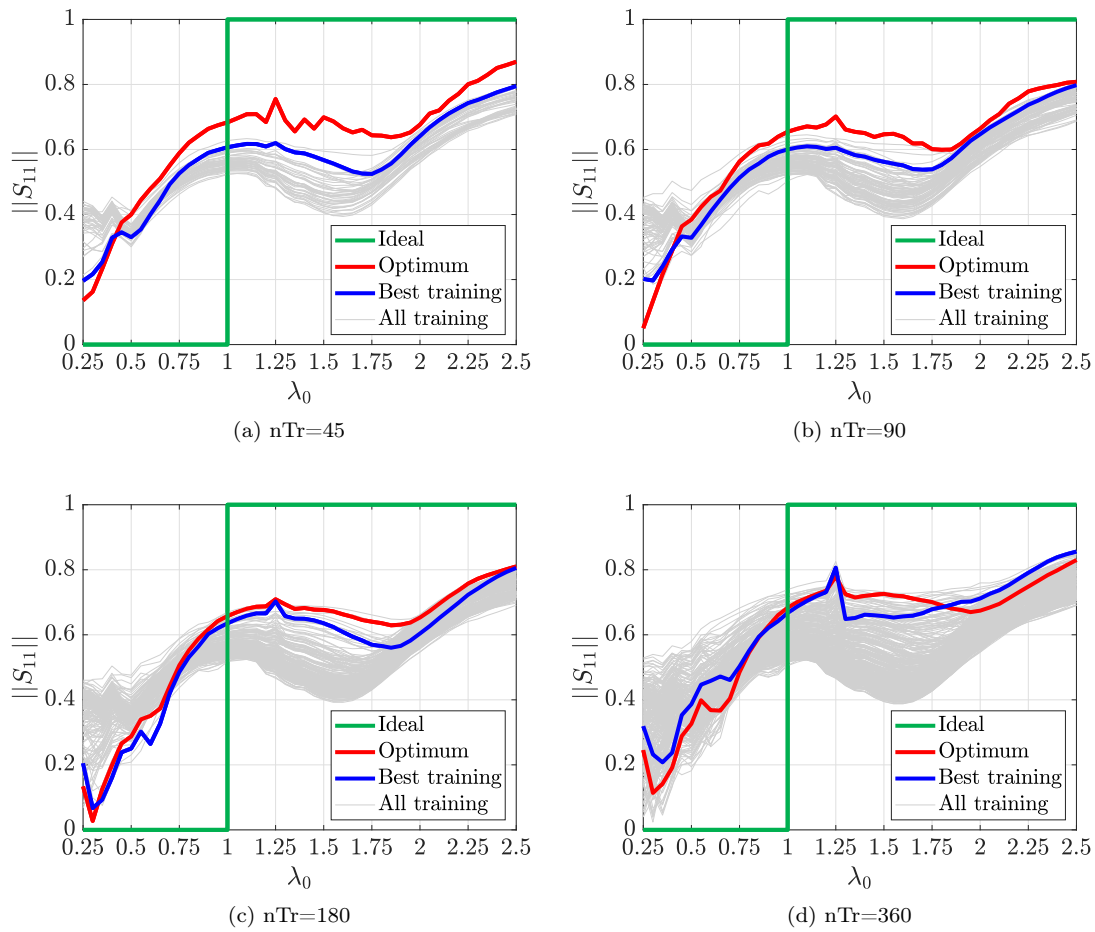 1
0.8
0.6
0.4
0.2
0
||S₁₁||
0.25 0.5 0.75 1 1.25 1.5 1.75 2 2.25 2.5
λ₀
Ideal
Optimum
Best training
All training
(a) nTr=45
1
0.8
0.6
0.4
0.2
0
||S₁₁||
0.25 0.5 0.75 1 1.25 1.5 1.75 2 2.25 2.5
λ₀
Ideal
Optimum
Best training
All training
(b) nTr=90
1
0.8
0.6
0.4
0.2
0
||S₁₁||
0.25 0.5 0.75 1 1.25 1.5 1.75 2 2.25 2.5
λ₀
Ideal
Optimum
Best training
All training
(c) nTr=180
1
0.8
0.6
0.4
0.2
0
||S₁₁||
0.25 0.5 0.75 1 1.25 1.5 1.75 2 2.25 2.5
λ₀
Ideal
Optimum
Best training
All training
(d) nTr=360